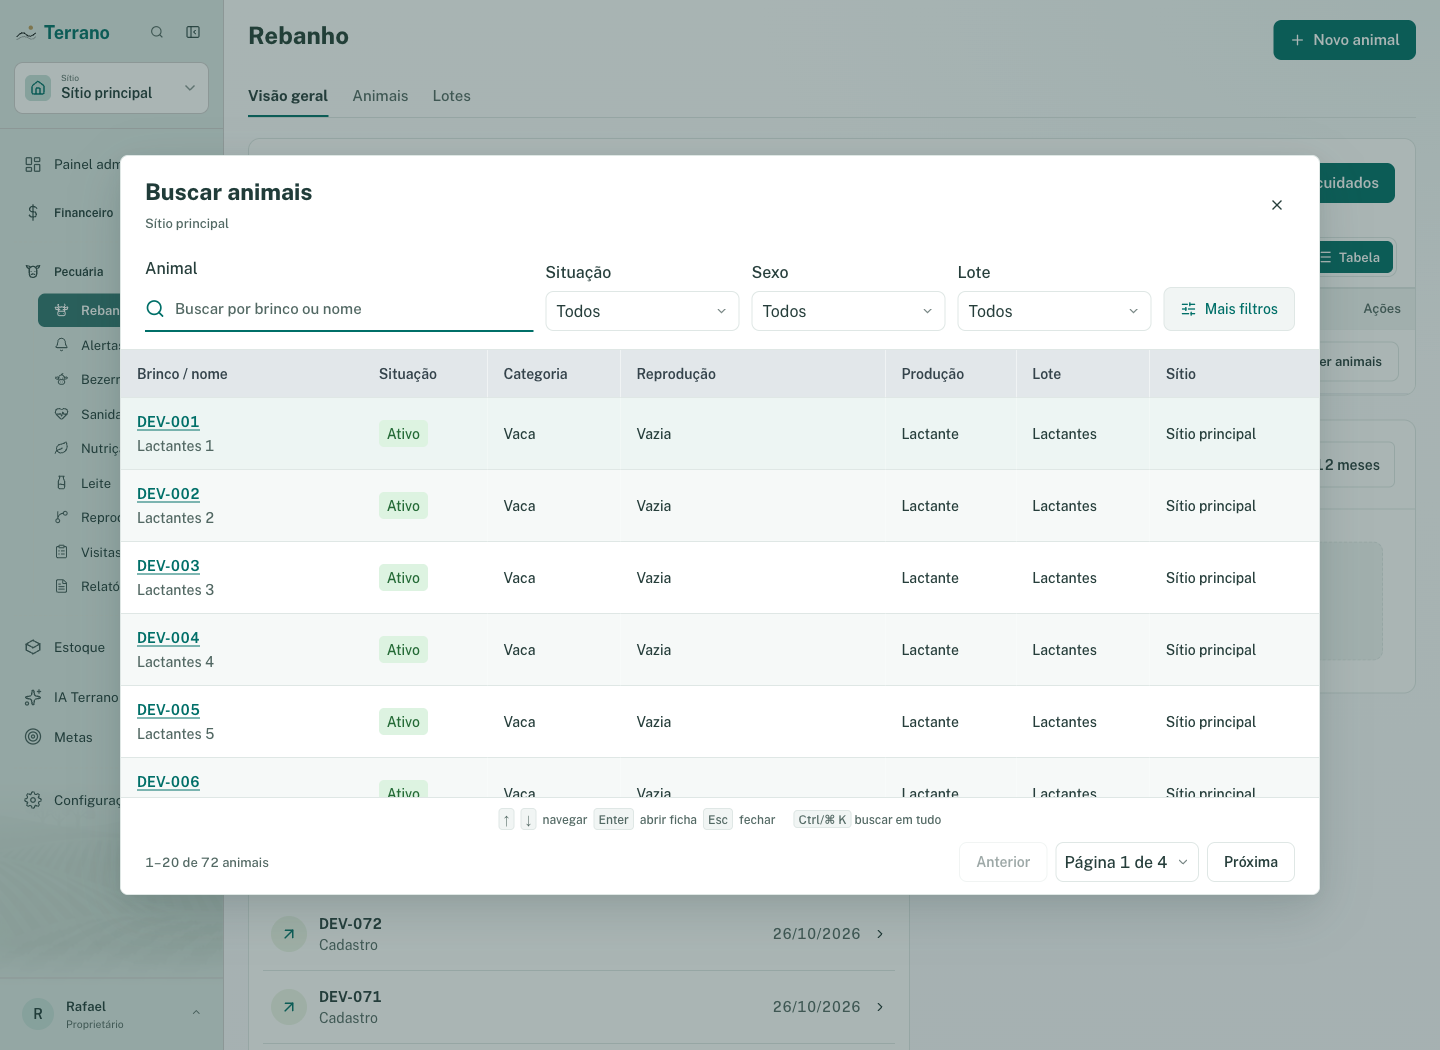 Terrano
Sítio
Sítio principal
Painel adm
Financeiro
Pecuária
Reban
Alertas
Bezerr
Sanida
Nutriç
Leite
Reproc
Visitas
Relató
Estoque
IA Terrano
Metas
Configuraç
R
Rafael
Proprietário
Rebanho
Novo animal
Visão geral
Animais
Lotes
cuidados
Tabela
Ações
er animais
12 meses
Buscar animais
Sítio principal
Animal
Buscar por brinco ou nome
Situação
Todos
Sexo
Todos
Lote
Todos
Mais filtros
Brinco / nome Situação Categoria Reprodução Produção Lote Sítio
DEV-001
Lactantes 1
Ativo Vaca Vazia Lactante Lactantes Sítio principal
DEV-002
Lactantes 2
Ativo Vaca Vazia Lactante Lactantes Sítio principal
DEV-003
Lactantes 3
Ativo Vaca Vazia Lactante Lactantes Sítio principal
DEV-004
Lactantes 4
Ativo Vaca Vazia Lactante Lactantes Sítio principal
DEV-005
Lactantes 5
Ativo Vaca Vazia Lactante Lactantes Sítio principal
DEV-006
Ativo Vaca Vazia Lactante Lactantes Sítio principal
↑ ↓ navegar Enter abrir ficha Esc fechar Ctrl/⌘ K buscar em tudo
1–20 de 72 animais
Anterior
Página 1 de 4
Próxima
DEV-072
Cadastro
26/10/2026
DEV-071
Cadastro
26/10/2026